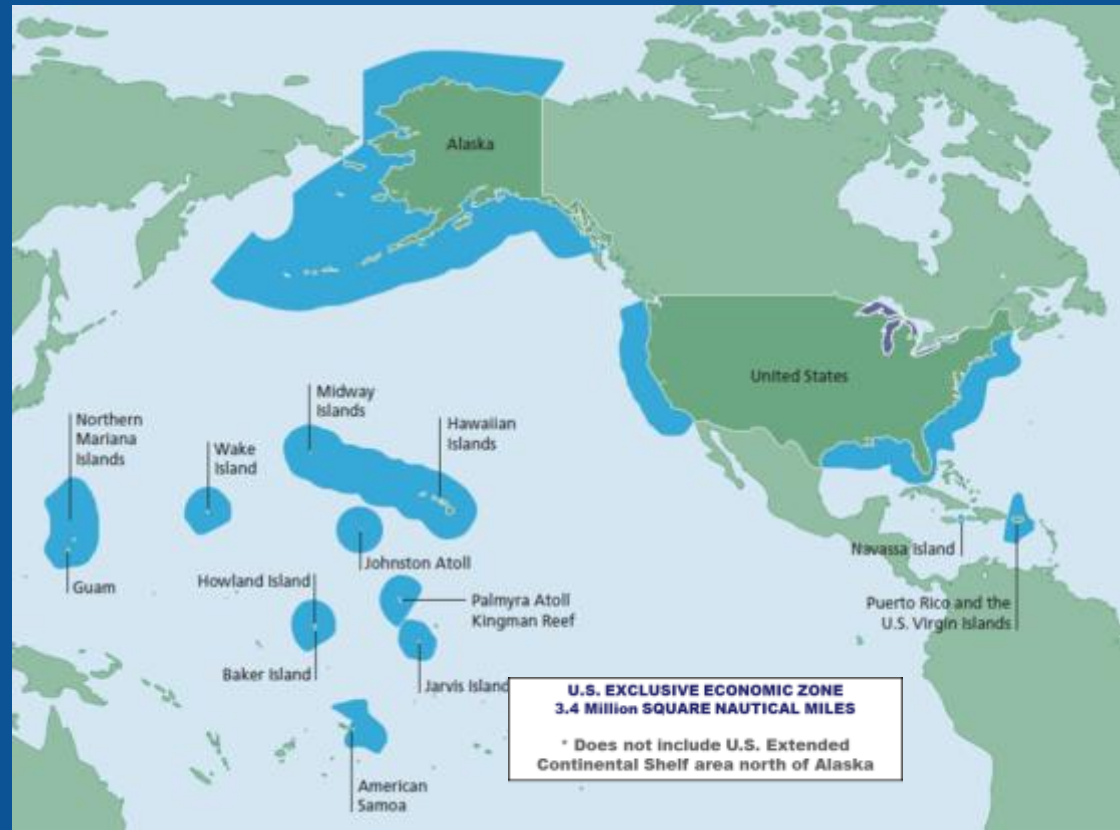 Alaska
United States
Midway
Islands
Northern
Mariana
Islands
Wake
Island
Hawaiian
Islands
Guam
Johnston Atoll
Howland Island
Palmyra Atoll
Kingman Reef
Baker Island
Jarvis Island
Navassa Island
Puerto Rico and the
U.S. Virgin Islands
American
Samoa
U.S. EXCLUSIVE ECONOMIC ZONE
3.4 Million SQUARE NAUTICAL MILES
* Does not include U.S. Extended
Continental Shelf area north of Alaska